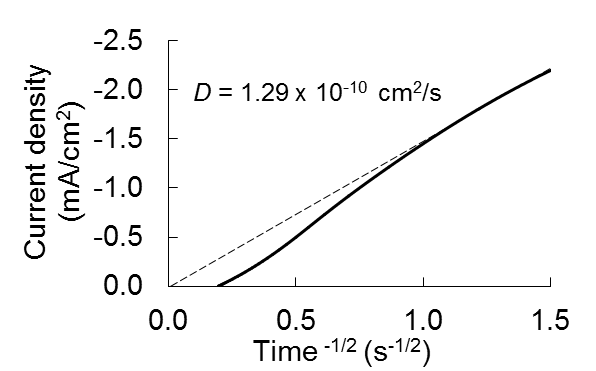 Current density
(mA/cm²)
-2.5
-2.0
-1.5
-1.0
-0.5
0.0
D = 1.29 x 10⁻¹⁰ cm²/s
0.0 0.5 1.0 1.5
Time ⁻¹/² (s⁻¹/²)